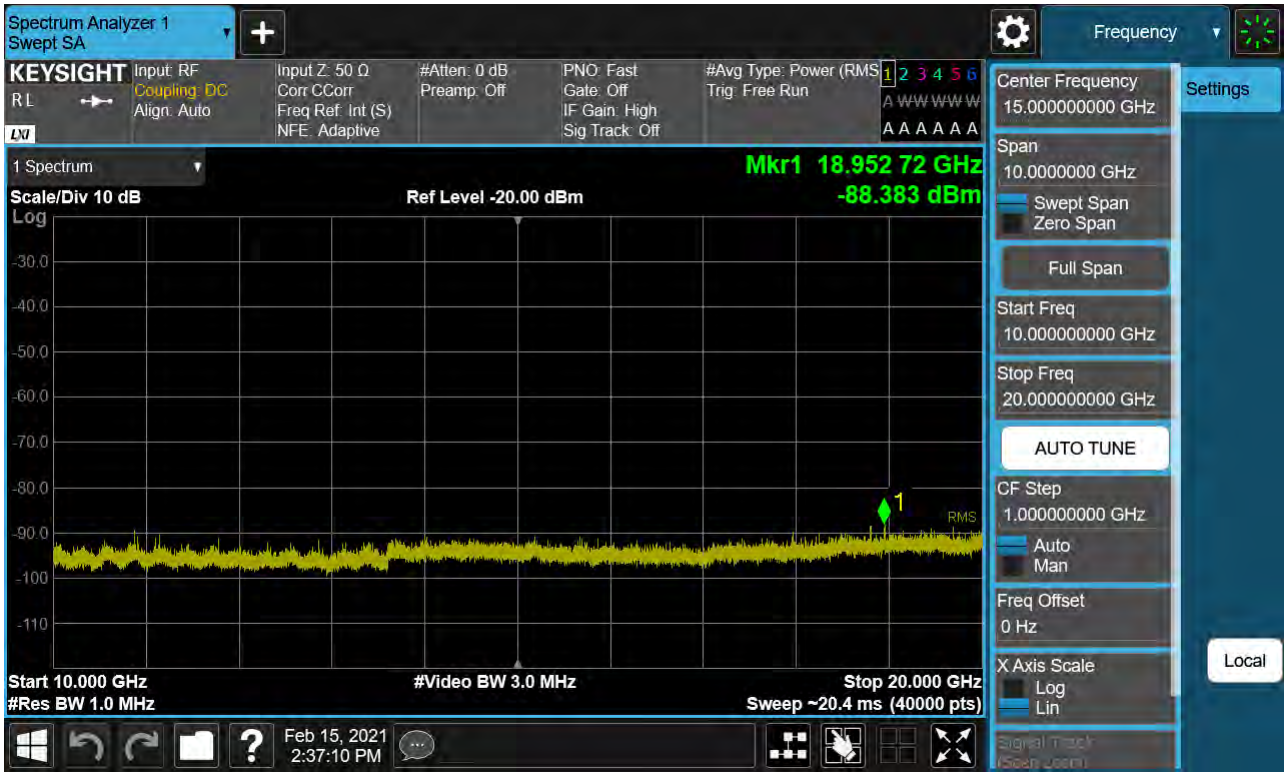 Spectrum Analyzer 1
Swept SA
Frequency
KEYSIGHT
R L
LXI
Input: RF
Coupling: DC
Align: Auto
Input Z: 50 Ω
Corr CCorr
Freq Ref: Int (S)
NFE: Adaptive
#Atten: 0 dB
Preamp: Off
PNO: Fast
Gate: Off
IF Gain: High
Sig Track: Off
#Avg Type: Power (RMS
Trig: Free Run
1 2 3 4 5 6
A W W W W W
A A A A A A
1 Spectrum
Scale/Div 10 dB
Log
Ref Level -20.00 dBm
Mkr1 18.952 72 GHz
-88.383 dBm
-30.0
-40.0
-50.0
-60.0
-70.0
-80.0
-90.0
-100
-110
1
RMS
Start 10.000 GHz
#Res BW 1.0 MHz
#Video BW 3.0 MHz
Stop 20.000 GHz
Sweep ~20.4 ms (40000 pts)
Feb 15, 2021
2:37:10 PM
Center Frequency
15.000000000 GHz
Settings
Span
10.0000000 GHz
Swept Span
Zero Span
Full Span
Start Freq
10.000000000 GHz
Stop Freq
20.000000000 GHz
AUTO TUNE
CF Step
1.000000000 GHz
Auto
Man
Freq Offset
0 Hz
X Axis Scale
Log
Lin
Local
Signal Track
(Span Zoom)